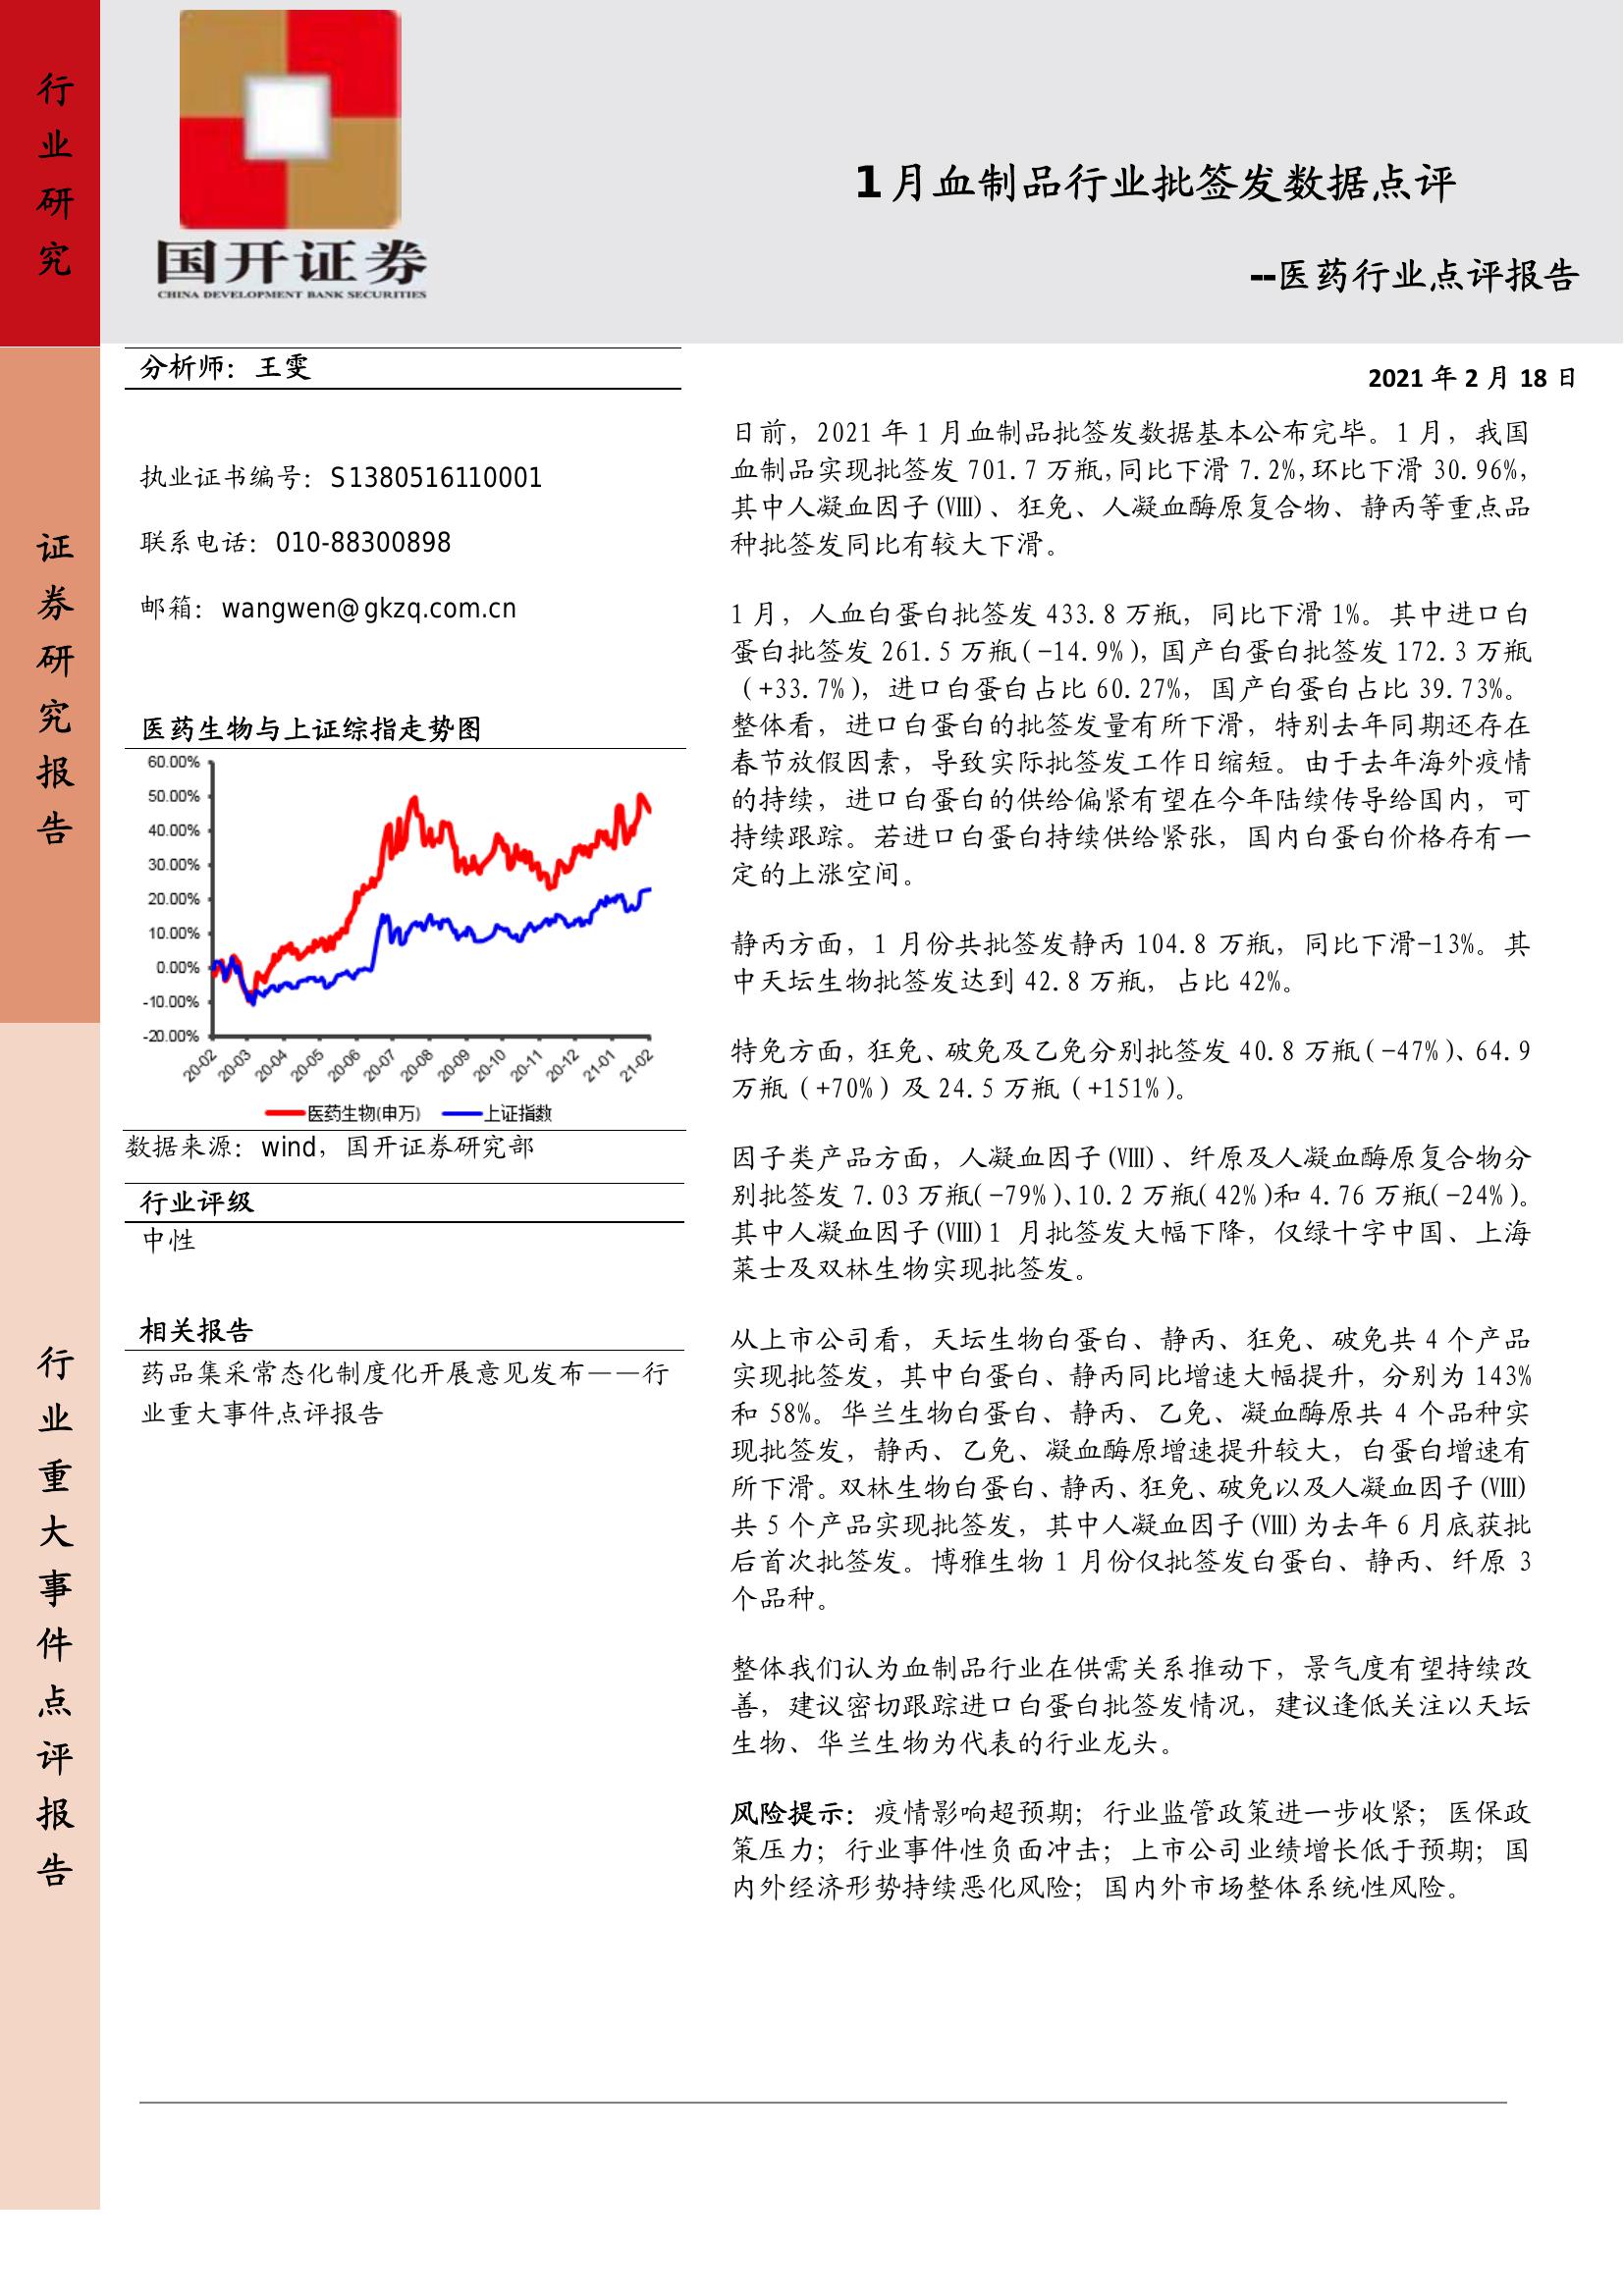 行业研究
证券研究报告
行业重大事件点评报告
国开证券
CHINA DEVELOPMENT BANK SECURITIES
1月血制品行业批签发数据点评
--医药行业点评报告
分析师：王雯
执业证书编号：S1380516110001
联系电话：010-88300898
邮箱：wangwen@gkzq.com.cn
医药生物与上证综指走势图
60.00%
50.00%
40.00%
30.00%
20.00%
10.00%
0.00%
-10.00%
-20.00%
20-02 20-03 20-04 20-05 20-06 20-07 20-08 20-09 20-10 20-11 20-12 21-01 21-02
医药生物(申万) 上证指数
数据来源：wind，国开证券研究部
行业评级
中性
相关报告
药品集采常态化制度化开展意见发布——行
业重大事件点评报告
2021 年 2 月 18 日
日前，2021 年 1 月血制品批签发数据基本公布完毕。1 月，我国
血制品实现批签发 701.7 万瓶,同比下滑 7.2%,环比下滑 30.96%,
其中人凝血因子(Ⅷ)、狂免、人凝血酶原复合物、静丙等重点品
种批签发同比有较大下滑。
1 月，人血白蛋白批签发 433.8 万瓶，同比下滑 1%。其中进口白
蛋白批签发 261.5 万瓶(-14.9%),国产白蛋白批签发 172.3 万瓶
（+33.7%），进口白蛋白占比 60.27%，国产白蛋白占比 39.73%。
整体看，进口白蛋白的批签发量有所下滑，特别去年同期还存在
春节放假因素，导致实际批签发工作日缩短。由于去年海外疫情
的持续，进口白蛋白的供给偏紧有望在今年陆续传导给国内，可
持续跟踪。若进口白蛋白持续供给紧张，国内白蛋白价格存有一
定的上涨空间。
静丙方面，1 月份共批签发静丙 104.8 万瓶，同比下滑-13%。其
中天坛生物批签发达到 42.8 万瓶，占比 42%。
特免方面，狂免、破免及乙免分别批签发 40.8 万瓶(-47%)、64.9
万瓶（+70%）及 24.5 万瓶（+151%）。
因子类产品方面，人凝血因子(Ⅷ)、纤原及人凝血酶原复合物分
别批签发 7.03 万瓶(-79%)、10.2 万瓶(42%)和 4.76 万瓶(-24%)。
其中人凝血因子(Ⅷ)1 月批签发大幅下降，仅绿十字中国、上海
莱士及双林生物实现批签发。
从上市公司看，天坛生物白蛋白、静丙、狂免、破免共 4 个产品
实现批签发，其中白蛋白、静丙同比增速大幅提升，分别为 143%
和 58%。华兰生物白蛋白、静丙、乙免、凝血酶原共 4 个品种实
现批签发，静丙、乙免、凝血酶原增速提升较大，白蛋白增速有
所下滑。双林生物白蛋白、静丙、狂免、破免以及人凝血因子(Ⅷ)
共 5 个产品实现批签发，其中人凝血因子(Ⅷ)为去年 6 月底获批
后首次批签发。博雅生物 1 月份仅批签发白蛋白、静丙、纤原 3
个品种。
整体我们认为血制品行业在供需关系推动下，景气度有望持续改
善，建议密切跟踪进口白蛋白批签发情况，建议逢低关注以天坛
生物、华兰生物为代表的行业龙头。
风险提示：疫情影响超预期；行业监管政策进一步收紧；医保政
策压力；行业事件性负面冲击；上市公司业绩增长低于预期；国
内外经济形势持续恶化风险；国内外市场整体系统性风险。